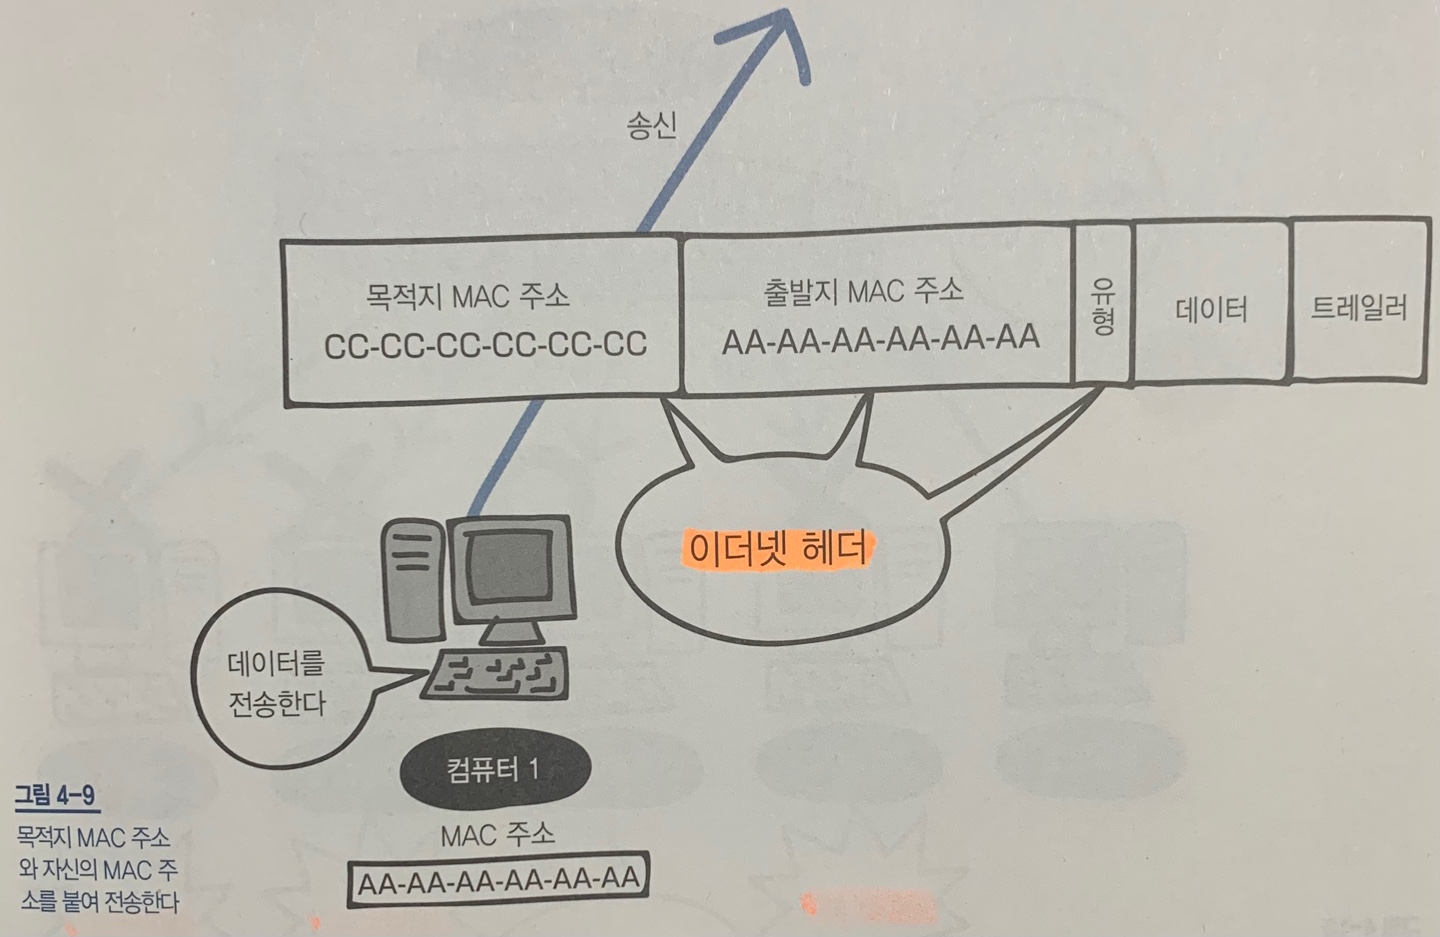 송신
목적지 MAC 주소
CC-CC-CC-CC-CC-CC
출발지 MAC 주소
AA-AA-AA-AA-AA-AA
유형
데이터
트레일러
이더넷 헤더
데이터를
전송한다
컴퓨터 1
MAC 주소
AA-AA-AA-AA-AA-AA
그림 4-9
목적지 MAC 주소
와 자신의 MAC 주
소를 붙여 전송한다